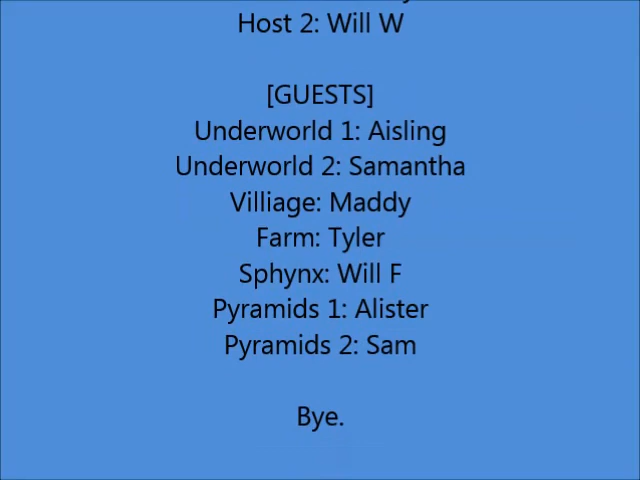 Host 2: Will W
[GUESTS]
Underworld 1: Aisling
Underworld 2: Samantha
Villiage: Maddy
Farm: Tyler
Sphynx: Will F
Pyramids 1: Alister
Pyramids 2: Sam
Bye.